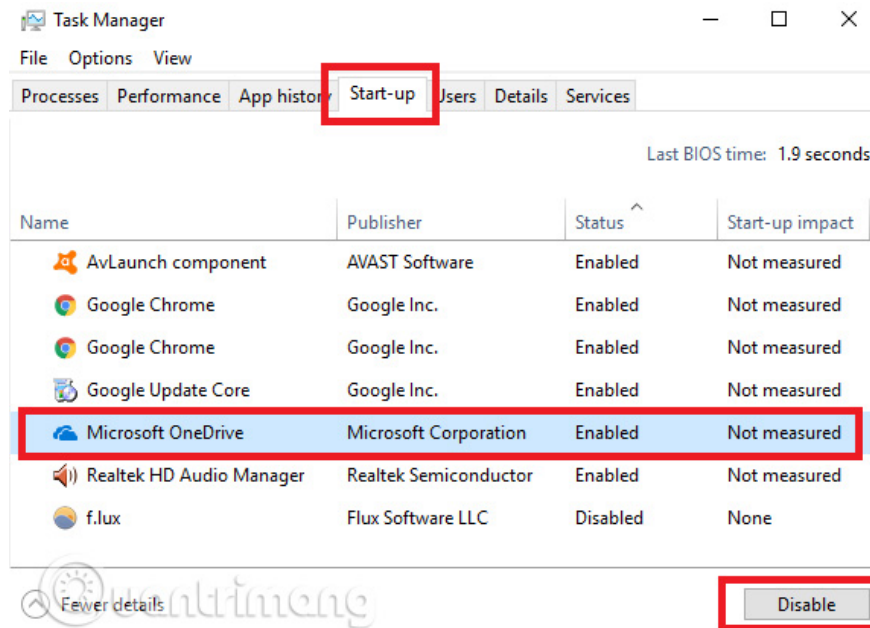 Task Manager
File Options View
Processes Performance App history Start-up Users Details Services
Last BIOS time: 1.9 seconds
Name Publisher Status Start-up impact
AvLaunch component AVAST Software Enabled Not measured
Google Chrome Google Inc. Enabled Not measured
Google Chrome Google Inc. Enabled Not measured
Google Update Core Google Inc. Enabled Not measured
Microsoft OneDrive Microsoft Corporation Enabled Not measured
Realtek HD Audio Manager Realtek Semiconductor Enabled Not measured
f.lux Flux Software LLC Disabled None
Fewer details Quantrimang Disable